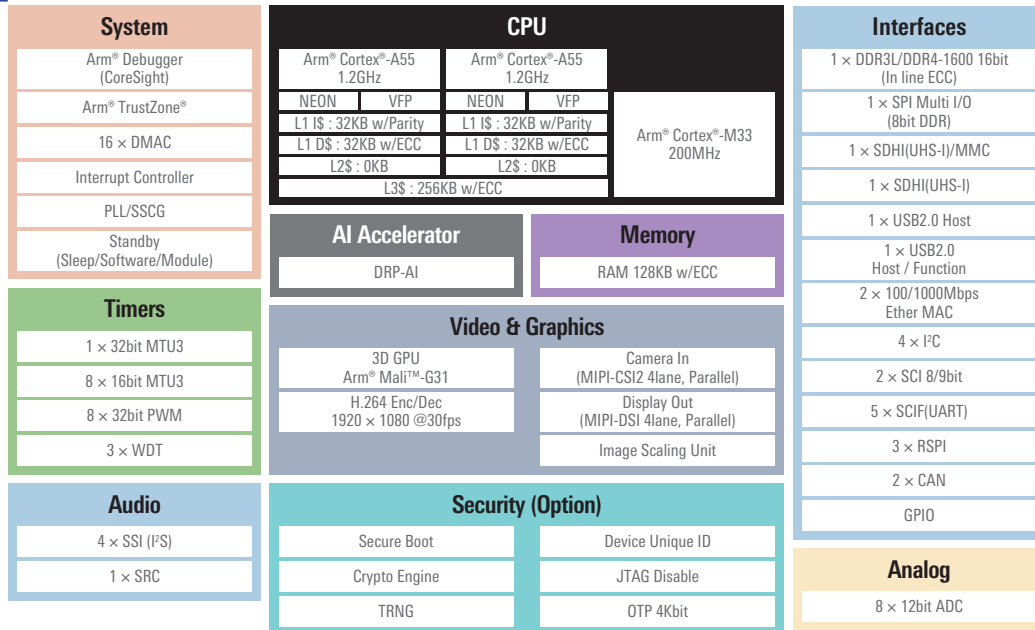 System
Arm® Debugger
(CoreSight)
Arm® TrustZone®
16 × DMAC
Interrupt Controller
PLL/SSCG
Standby
(Sleep/Software/Module)
Timers
1 × 32bit MTU3
8 × 16bit MTU3
8 × 32bit PWM
3 × WDT
Audio
4 × SSI (I²S)
1 × SRC
CPU
Arm® Cortex®-A55
1.2GHz
NEON VFP
L1 I$ : 32KB w/Parity
L1 D$ : 32KB w/ECC
L2$ : 0KB
Arm® Cortex®-A55
1.2GHz
NEON VFP
L1 I$ : 32KB w/Parity
L1 D$ : 32KB w/ECC
L2$ : 0KB
L3$ : 256KB w/ECC
Arm® Cortex®-M33
200MHz
AI Accelerator
DRP-AI
Memory
RAM 128KB w/ECC
Video & Graphics
3D GPU
Arm® Mali™-G31
H.264 Enc/Dec
1920 × 1080 @30fps
Camera In
(MIPI-CSI2 4lane, Parallel)
Display Out
(MIPI-DSI 4lane, Parallel)
Image Scaling Unit
Security (Option)
Secure Boot
Crypto Engine
TRNG
Device Unique ID
JTAG Disable
OTP 4Kbit
Interfaces
1 × DDR3L/DDR4-1600 16bit
(In line ECC)
1 × SPI Multi I/O
(8bit DDR)
1 × SDHI(UHS-I)/MMC
1 × SDHI(UHS-I)
1 × USB2.0 Host
1 × USB2.0
Host / Function
2 × 100/1000Mbps
Ether MAC
4 × I²C
2 × SCI 8/9bit
5 × SCIF(UART)
3 × RSPI
2 × CAN
GPIO
Analog
8 × 12bit ADC